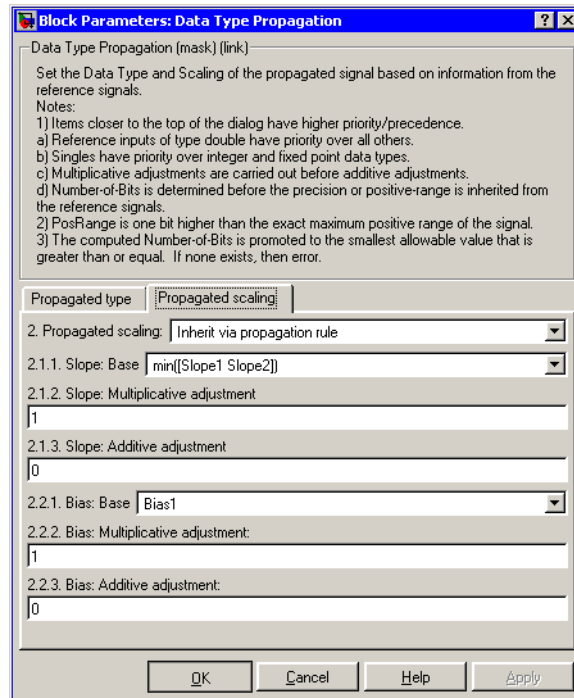 Block Parameters: Data Type Propagation
Data Type Propagation (mask) (link)
Set the Data Type and Scaling of the propagated signal based on information from the
reference signals.
Notes:
1) Items closer to the top of the dialog have higher priority/precedence.
a) Reference inputs of type double have priority over all others.
b) Singles have priority over integer and fixed point data types.
c) Multiplicative adjustments are carried out before additive adjustments.
d) Number-of-Bits is determined before the precision or positive-range is inherited from
the reference signals.
2) PosRange is one bit higher than the exact maximum positive range of the signal.
3) The computed Number-of-Bits is promoted to the smallest allowable value that is
greater than or equal. If none exists, then error.
Propagated type Propagated scaling
2. Propagated scaling: Inherit via propagation rule
2.1.1. Slope: Base min([Slope1 Slope2])
2.1.2. Slope: Multiplicative adjustment
1
2.1.3. Slope: Additive adjustment
0
2.2.1. Bias: Base Bias1
2.2.2. Bias: Multiplicative adjustment:
1
2.2.3. Bias: Additive adjustment:
0
OK Cancel Help Apply